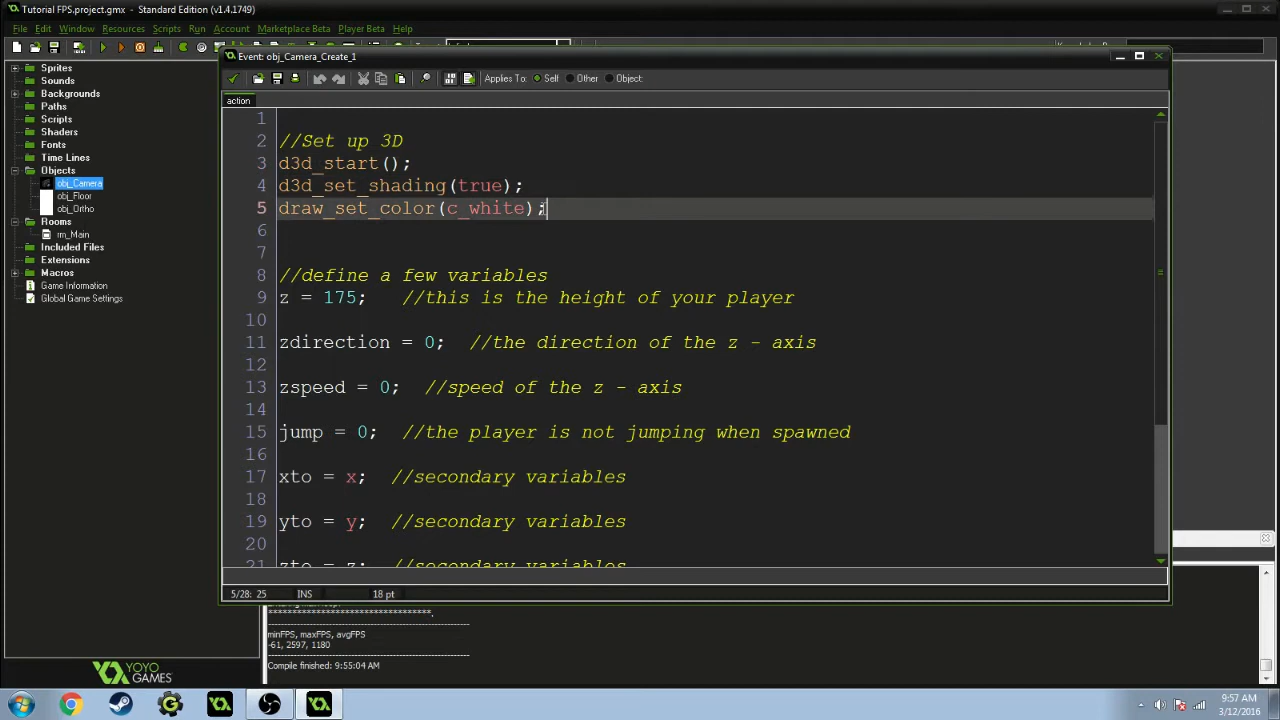 Tutorial FPS.project.gmx - Standard Edition (v1.4.1749)
File Edit Window Resources Scripts Run Account Marketplace Beta Player Beta Help
Sprites
Sounds
Backgrounds
Paths
Scripts
Shaders
Fonts
Time Lines
Objects
obj_Camera
obj_Floor
obj_Ortho
Rooms
rm_Main
Included Files
Extensions
Macros
Game Information
Global Game Settings
Event: obj_Camera_Create_1
Applies To: Self Other Object:
action
1
2 //Set up 3D
3 d3d_start();
4 d3d_set_shading(true);
5 draw_set_color(c_white);
6
7
8 //define a few variables
9 z = 175; //this is the height of your player
10
11 zdirection = 0; //the direction of the z - axis
12
13 zspeed = 0; //speed of the z - axis
14
15 jump = 0; //the player is not jumping when spawned
16
17 xto = x; //secondary variables
18
19 yto = y; //secondary variables
20
21 zto = z; //secondary variables
5/28: 25 INS 18 pt
minFPS, maxFPS, avgFPS
-61, 2597, 1180
Compile finished: 9:55:04 AM
YOYO
GAMES
9:57 AM
3/12/2016